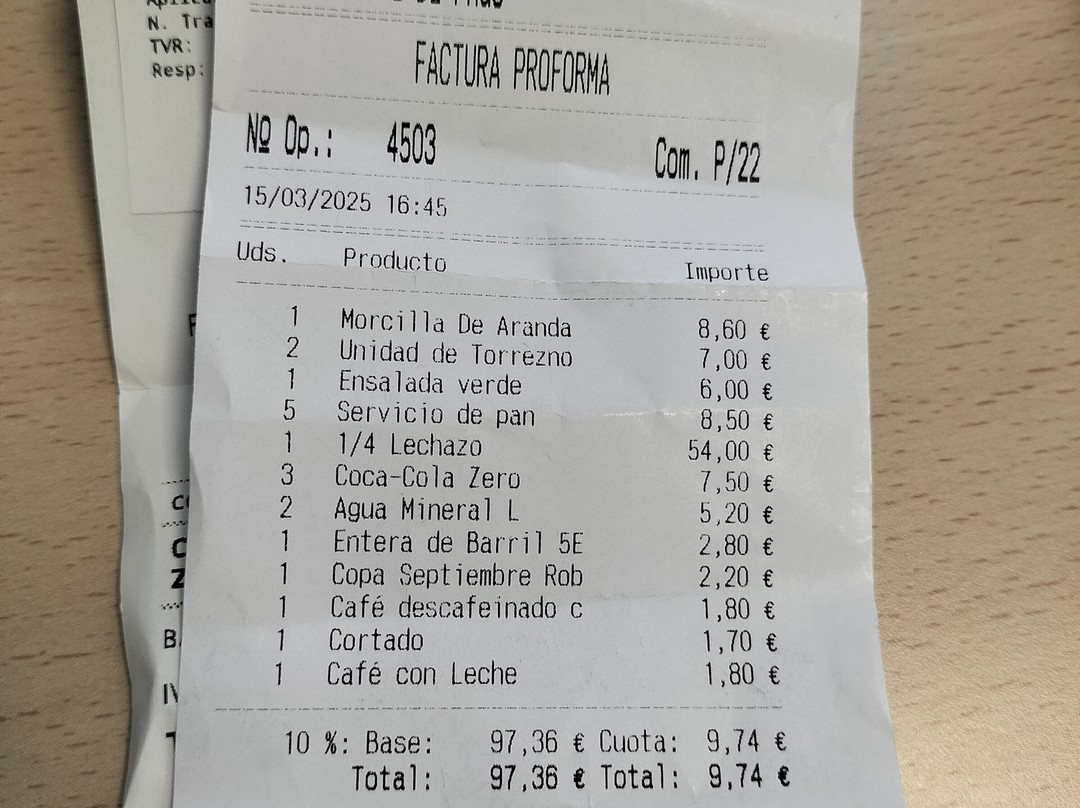 N. Tra
TVR:
Resp:
FACTURA PROFORMA
Nº Op.: 4503 Com. P/22
15/03/2025 16:45
Uds. Producto Importe
1 Morcilla De Aranda 8,60 €
2 Unidad de Torrezno 7,00 €
1 Ensalada verde 6,00 €
5 Servicio de pan 8,50 €
1 1/4 Lechazo 54,00 €
3 Coca-Cola Zero 7,50 €
2 Agua Mineral L 5,20 €
1 Entera de Barril 5E 2,80 €
1 Copa Septiembre Rob 2,20 €
1 Café descafeinado c 1,80 €
1 Cortado 1,70 €
1 Café con Leche 1,80 €
10 %: Base: 97,36 € Cuota: 9,74 €
Total: 97,36 € Total: 9,74 €